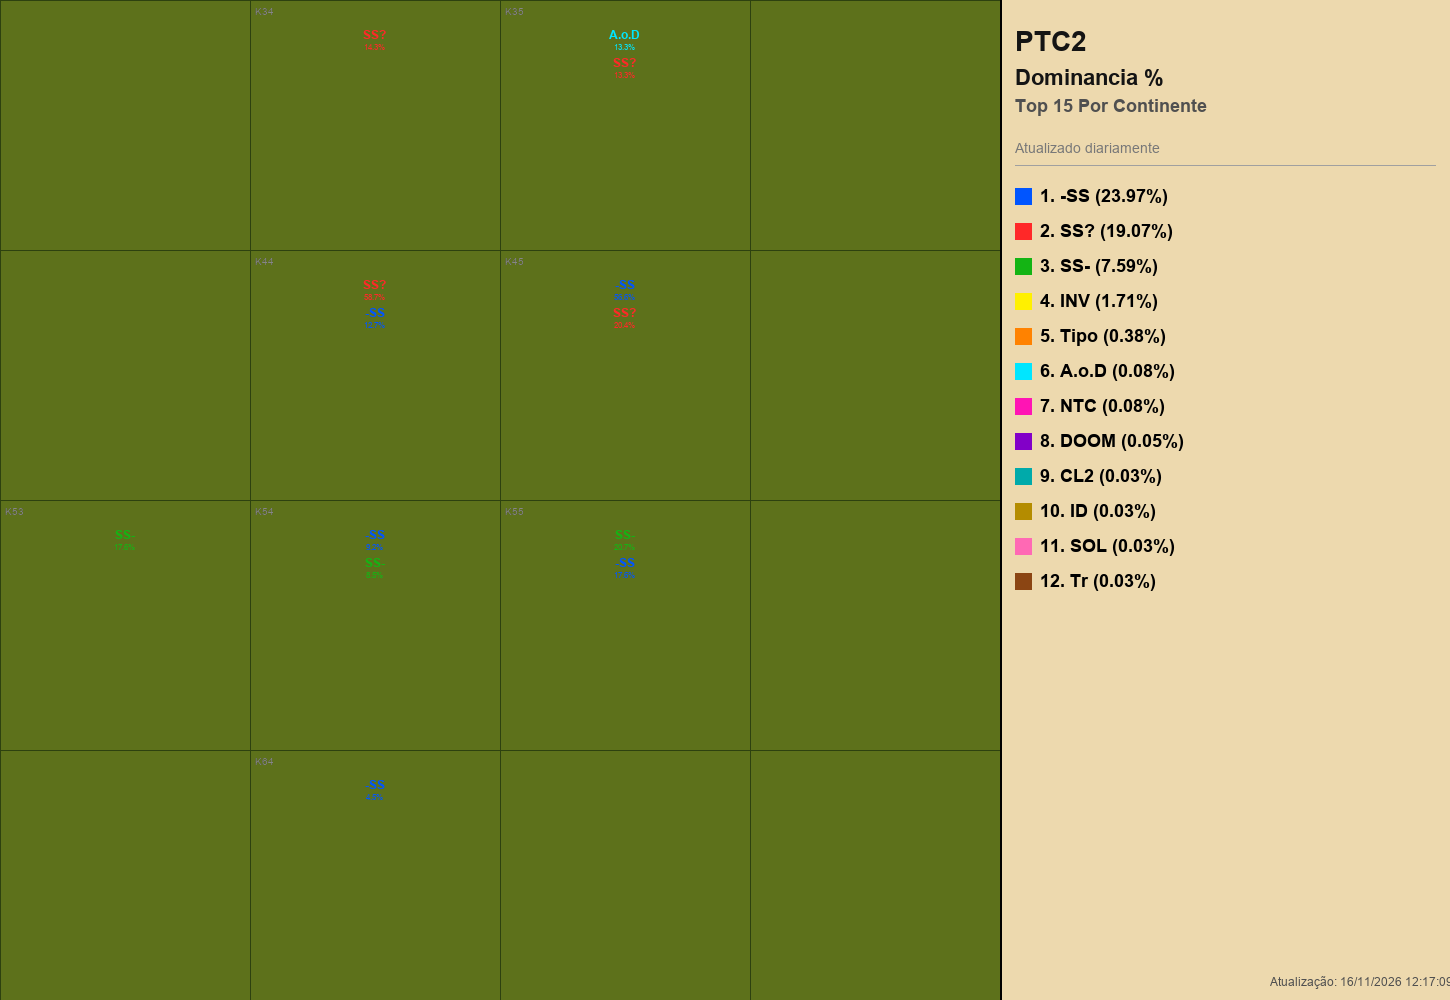 K34
SS?
K35
A.o.D
13.3%
SS?
K44
SS?
-SS
K45
-SS
SS?
K53
SS-
17.6%
K54
-SS
SS-
K55
SS-
-SS
K64
-SS
PTC2
Dominancia %
Top 15 Por Continente
Atualizado diariamente
1. -SS (23.97%)
2. SS? (19.07%)
3. SS- (7.59%)
4. INV (1.71%)
5. Tipo (0.38%)
6. A.o.D (0.08%)
7. NTC (0.08%)
8. DOOM (0.05%)
9. CL2 (0.03%)
10. ID (0.03%)
11. SOL (0.03%)
12. Tr (0.03%)
Atualização: 16/11/2026 12:17:09